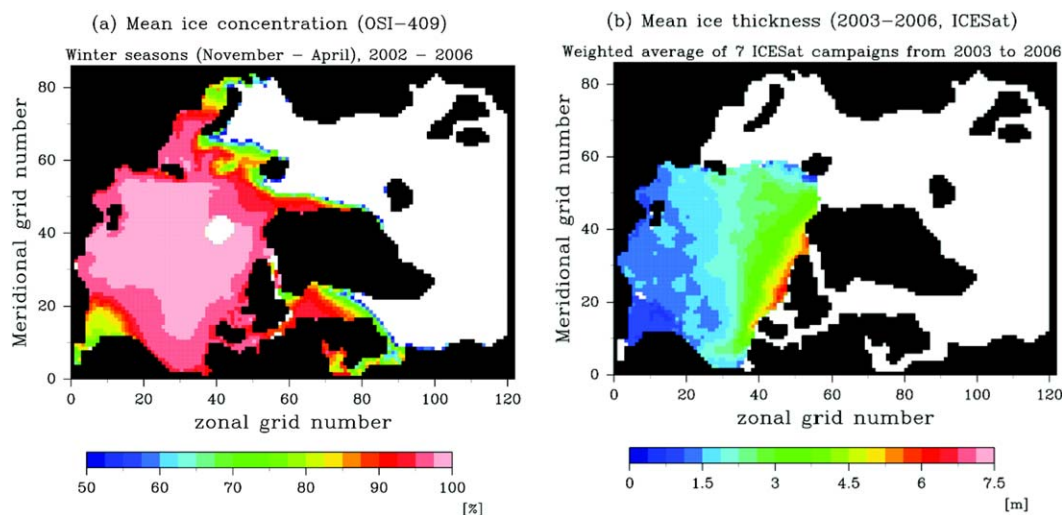 (a) Mean ice concentration (OSI-409)
Winter seasons (November - April), 2002 - 2006
Meridional grid number
80
60
40
20
0
0 20 40 60 80 100 120
zonal grid number
50 60 70 80 90 100
[%]
(b) Mean ice thickness (2003-2006, ICESat)
Weighted average of 7 ICESat campaigns from 2003 to 2006
Meridional grid number
80
60
40
20
0
0 20 40 60 80 100 120
zonal grid number
0 1.5 3 4.5 6 7.5
[m]